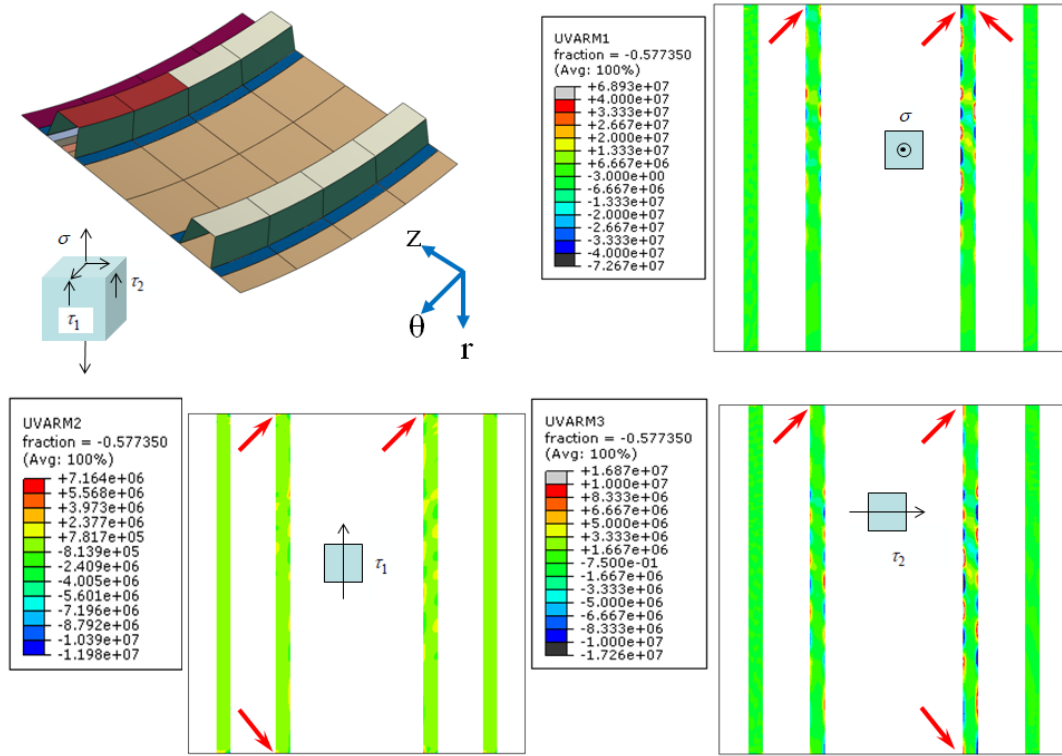 σ
τ2
τ1
Z
θ
r
UVARM1
fraction = -0.577350
(Avg: 100%)
+6.893e+07
+4.000e+07
+3.333e+07
+2.667e+07
+2.000e+07
+1.333e+07
+6.667e+06
-3.000e+00
-6.667e+06
-1.333e+07
-2.000e+07
-2.667e+07
-3.333e+07
-4.000e+07
-7.267e+07
σ
UVARM2
fraction = -0.577350
(Avg: 100%)
+7.164e+06
+5.568e+06
+3.973e+06
+2.377e+06
+7.817e+05
-8.139e+05
-2.409e+06
-4.005e+06
-5.601e+06
-7.196e+06
-8.792e+06
-1.039e+07
-1.198e+07
τ1
UVARM3
fraction = -0.577350
(Avg: 100%)
+1.687e+07
+1.000e+07
+8.333e+06
+6.667e+06
+5.000e+06
+3.333e+06
+1.667e+06
-7.500e-01
-1.667e+06
-3.333e+06
-5.000e+06
-6.667e+06
-8.333e+06
-1.000e+07
-1.726e+07
τ2